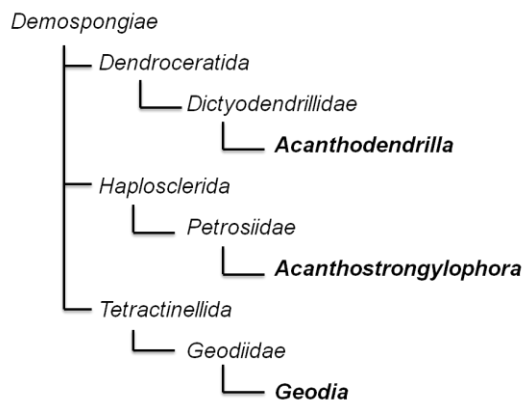 Demospongiae
Dendroceratida
Dictyodendrillidae
Acanthodendrilla
Haplosclerida
Petrosiidae
Acanthostrongylophora
Tetractinellida
Geodiidae
Geodia